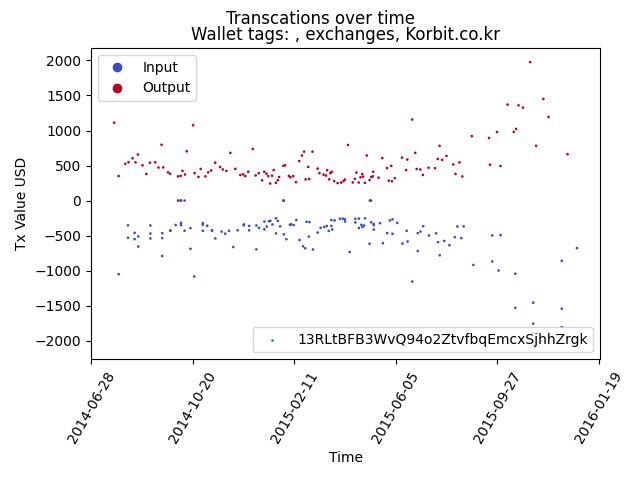 Transcations over time
Wallet tags: , exchanges, Korbit.co.kr
Input
Output
2000
1500
1000
500
0
−500
−1000
−1500
−2000
Tx Value USD
13RLtBFB3WvQ94o2ZtvfbqEmcxSjhhZrgk
2014-06-28
2014-10-20
2015-02-11
2015-06-05
2015-09-27
2016-01-19
Time